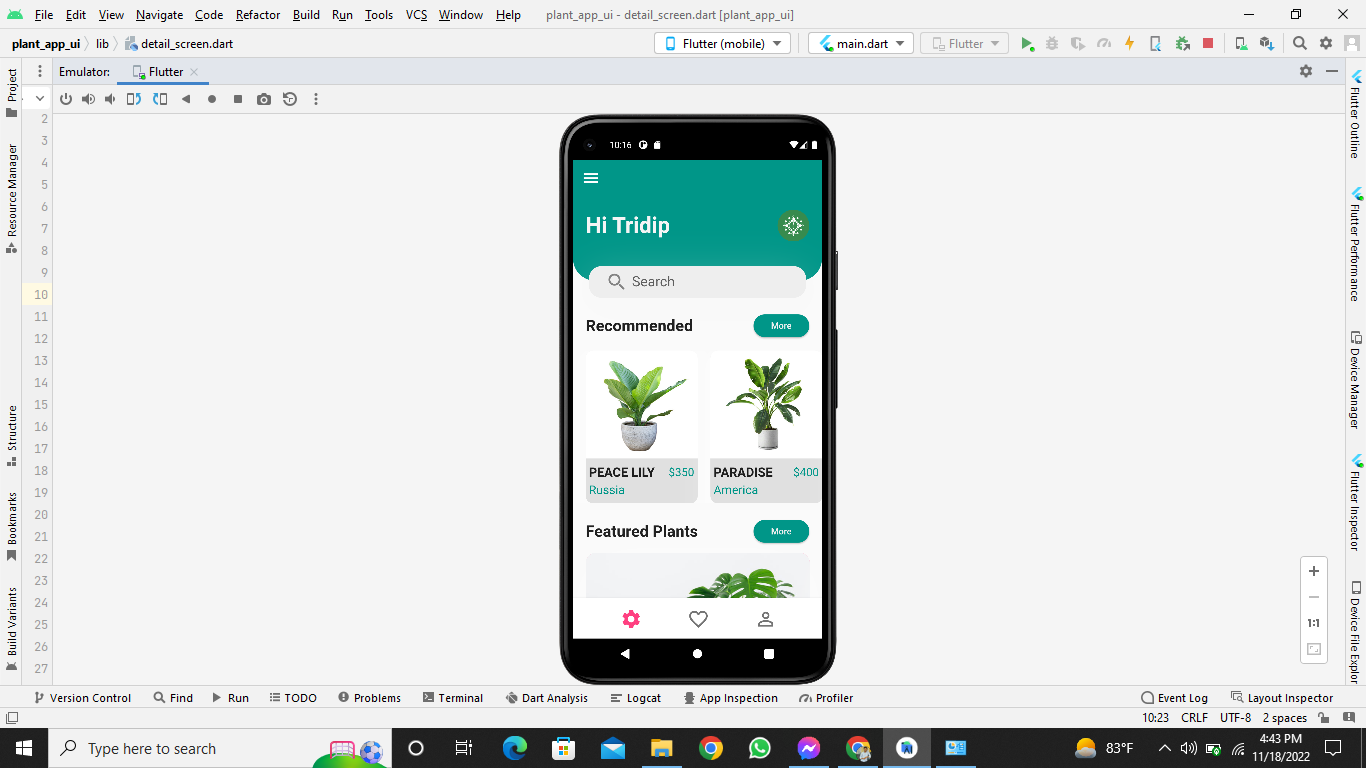 File Edit View Navigate Code Refactor Build Run Tools VCS Window Help plant_app_ui - detail_screen.dart [plant_app_ui]
plant_app_ui lib detail_screen.dart Flutter (mobile) main.dart Flutter
Emulator: Flutter
Project
Resource Manager
Structure
Bookmarks
Build Variants
2
3
4
5
6
7
8
9
10
11
12
13
14
15
16
17
18
19
20
21
22
23
24
25
26
27
10:16
Hi Tridip
Search
Recommended More
PEACE LILY $350
Russia
PARADISE $400
America
Featured Plants More
Flutter Outline
Flutter Performance
Device Manager
Flutter Inspector
Device File Explor
1:1
Version Control Find Run TODO Problems Terminal Dart Analysis Logcat App Inspection Profiler Event Log Layout Inspector
10:23 CRLF UTF-8 2 spaces
Type here to search 83°F 4:43 PM
11/18/2022